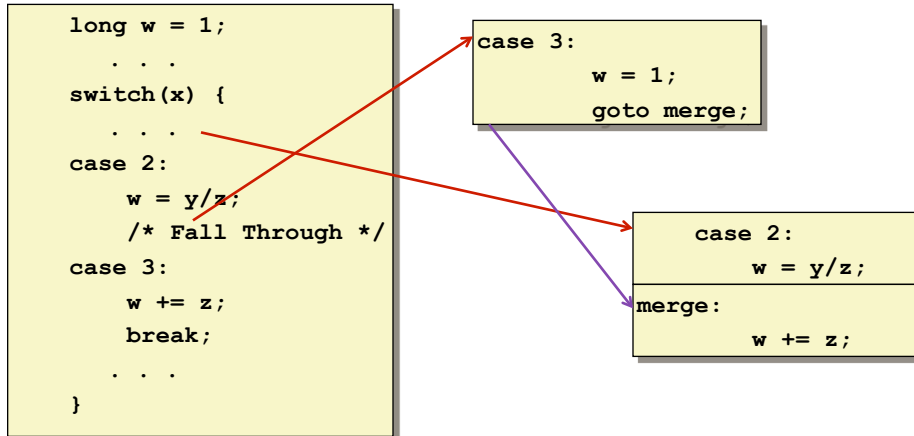 long w = 1;
. . .
switch(x) {
. . .
case 2:
w = y/z;
/* Fall Through */
case 3:
w += z;
break;
. . .
}
case 3:
w = 1;
goto merge;
case 2:
w = y/z;
merge:
w += z;